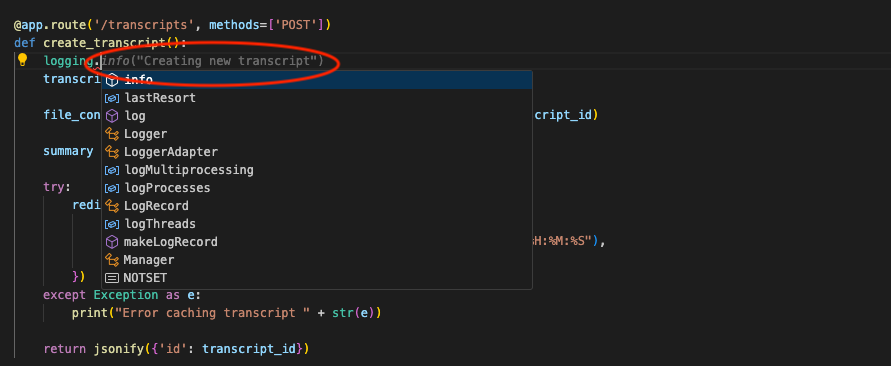 @app.route('/transcripts', methods=['POST'])
def create_transcript():
logging.info("Creating new transcript")
transcri
info
lastResort
log
file_con
cript_id)
Logger
LoggerAdapter
summary
logMultiprocessing
logProcesses
try:
redi
LogRecord
logThreads
makeLogRecord
H:%M:%S"),
Manager
})
NOTSET
except Exception as e:
print("Error caching transcript " + str(e))
return jsonify({'id': transcript_id})